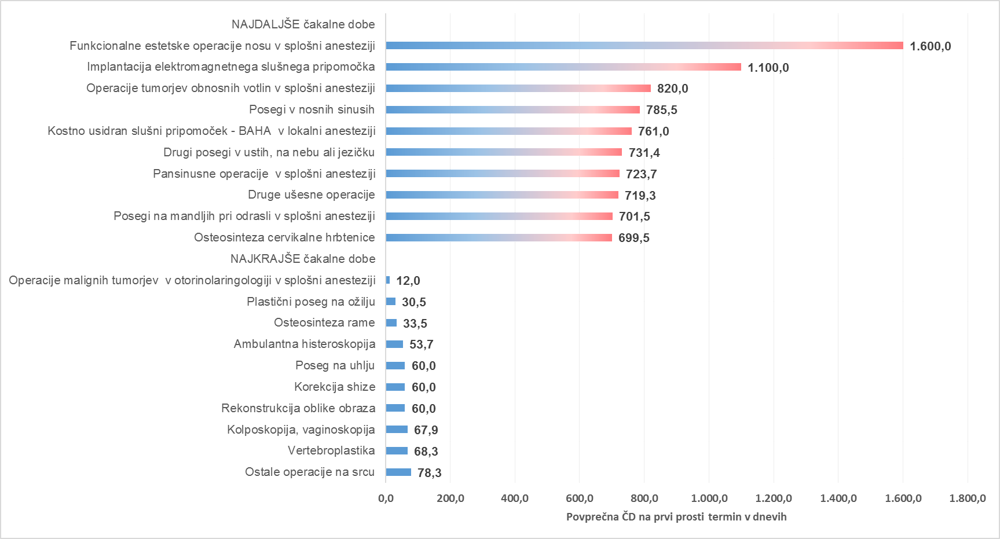 NAJDALJŠE čakalne dobe
Funkcionalne estetske operacije nosu v splošni anesteziji 1.600,0
Implantacija elektromagnetnega slušnega pripomočka 1.100,0
Operacije tumorjev obnosnih votlin v splošni anesteziji 820,0
Posegi v nosnih sinusih 785,5
Kostno usidran slušni pripomoček - BAHA  v lokalni anesteziji 761,0
Drugi posegi v ustih, na nebu ali jezičku 731,4
Pansinusne operacije  v splošni anesteziji 723,7
Druge ušesne operacije 719,3
Posegi na mandljih pri odrasli v splošni anesteziji 701,5
Osteosinteza cervikalne hrbtenice 699,5
NAJKRAJŠE čakalne dobe
Operacije malignih tumorjev  v otorinolaringologiji v splošni anesteziji 12,0
Plastični poseg na ožilju 30,5
Osteosinteza rame 33,5
Ambulantna histeroskopija 53,7
Poseg na uhlju 60,0
Korekcija shize 60,0
Rekonstrukcija oblike obraza 60,0
Kolposkopija, vaginoskopija 67,9
Vertebroplastika 68,3
Ostale operacije na srcu 78,3
0,0 200,0 400,0 600,0 800,0 1.000,0 1.200,0 1.400,0 1.600,0 1.800,0
Povprečna ČD na prvi prosti termin v dnevih